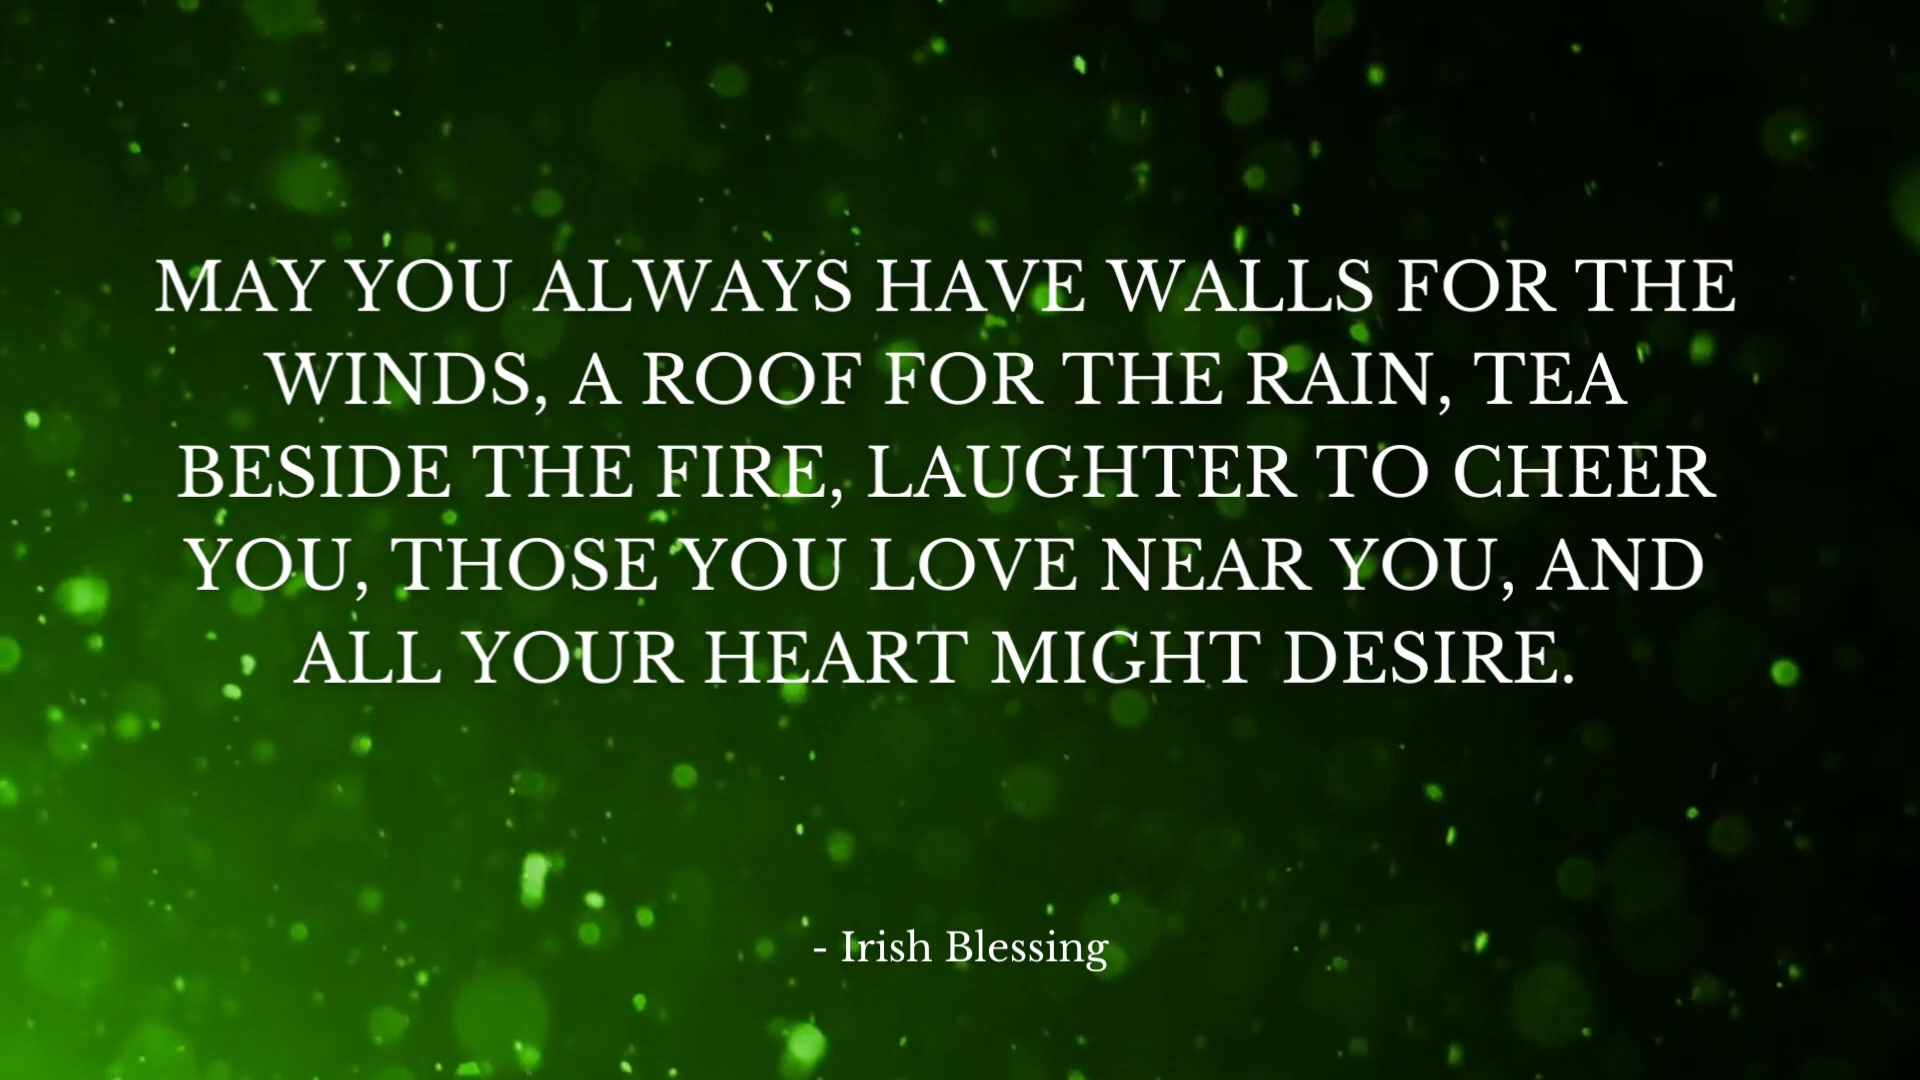 MAY YOU ALWAYS HAVE WALLS FOR THE
WINDS, A ROOF FOR THE RAIN, TEA
BESIDE THE FIRE, LAUGHTER TO CHEER
YOU, THOSE YOU LOVE NEAR YOU, AND
ALL YOUR HEART MIGHT DESIRE.
- Irish Blessing